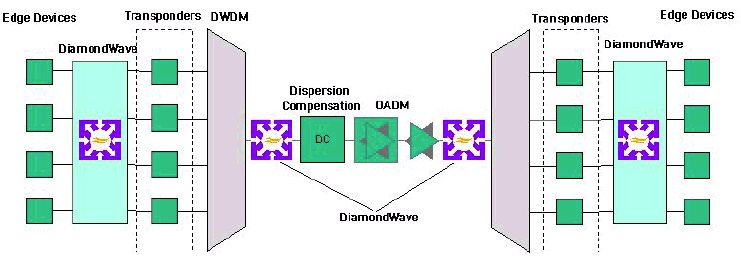 Edge Devices
Transponders
DWDM
Transponders
Edge Devices
DiamondWave
DiamondWave
Dispersion
Compensation
OADM
DC
DiamondWave